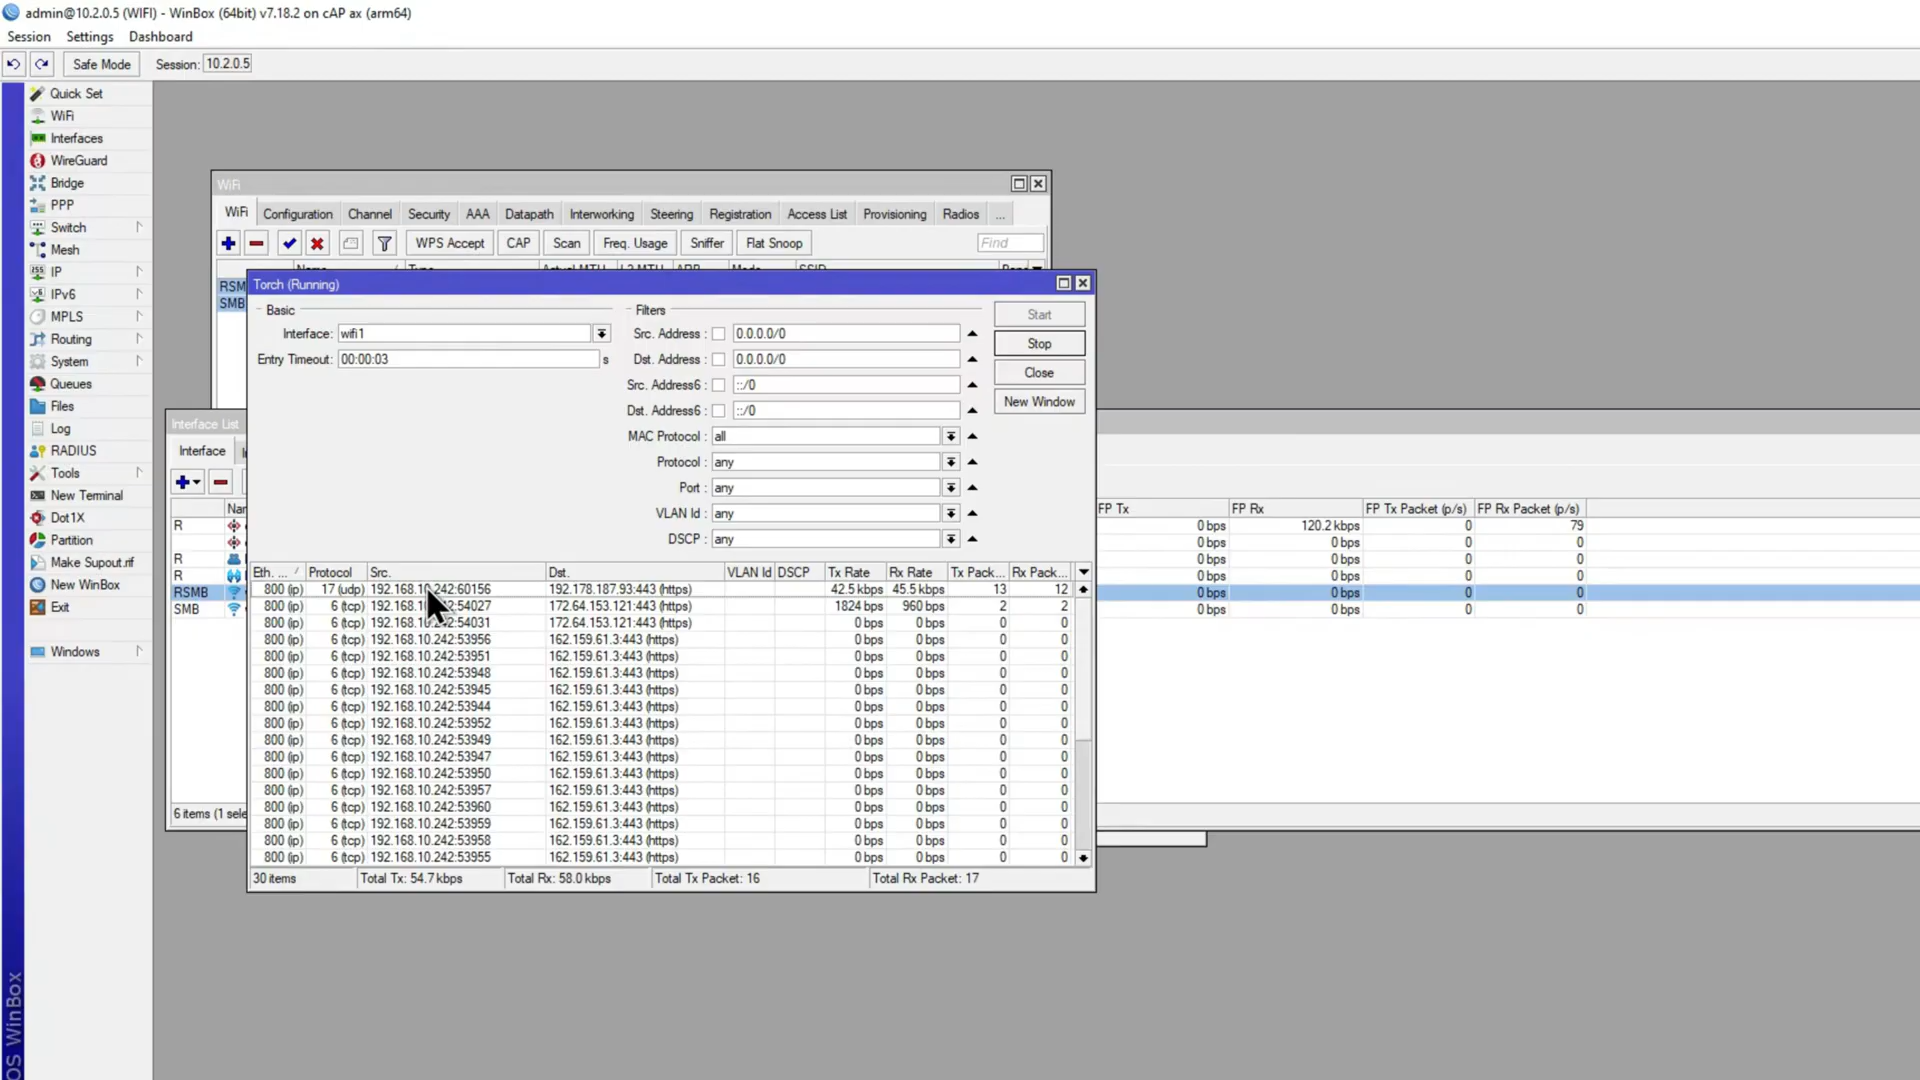 admin@10.2.0.5 (WIFI) - WinBox (64bit) v7.18.2 on cAP ax (arm64)
Session Settings Dashboard
Safe Mode Session: 10.2.0.5
Quick Set
WiFi
Interfaces
WireGuard
Bridge
PPP
Switch
Mesh
IP
IPv6
MPLS
Routing
System
Queues
Files
Log
RADIUS
Tools
New Terminal
Dot1X
Partition
Make Supout.rif
New WinBox
Exit
Windows
OS WinBox
WiFi
WiFi Configuration Channel Security AAA Datapath Interworking Steering Registration Access List Provisioning Radios ...
WPS Accept CAP Scan Freq. Usage Sniffer Flat Snoop Find
Name Type Actual MTU L2 MTU ARP Mode SSID
RSM
SMB
Interface List
Interface
Nar
R
R
R
RSMB
SMB
6 items (1 sele
Torch (Running)
Basic
Interface: wifi1
Entry Timeout: 00:00:03 s
Filters
Src. Address : 0.0.0.0/0
Dst. Address : 0.0.0.0/0
Src. Address6 : ::/0
Dst. Address6 : ::/0
MAC Protocol : all
Protocol : any
Port : any
VLAN Id : any
DSCP : any
Start
Stop
Close
New Window
Eth. ... Protocol Src. Dst. VLAN Id DSCP Tx Rate Rx Rate Tx Pack... Rx Pack...
800 (ip) 17 (udp) 192.168.10.242:60156 192.178.187.93:443 (https) 42.5 kbps 45.5 kbps 13 12
800 (ip) 6 (tcp) 192.168.10 :54027 172.64.153.121:443 (https) 1824 bps 960 bps 2 2
800 (ip) 6 (tcp) 192.168.10 :54031 172.64.153.121:443 (https) 0 bps 0 bps 0 0
800 (ip) 6 (tcp) 192.168.10.242:53956 162.159.61.3:443 (https) 0 bps 0 bps 0 0
800 (ip) 6 (tcp) 192.168.10.242:53951 162.159.61.3:443 (https) 0 bps 0 bps 0 0
800 (ip) 6 (tcp) 192.168.10.242:53948 162.159.61.3:443 (https) 0 bps 0 bps 0 0
800 (ip) 6 (tcp) 192.168.10.242:53945 162.159.61.3:443 (https) 0 bps 0 bps 0 0
800 (ip) 6 (tcp) 192.168.10.242:53944 162.159.61.3:443 (https) 0 bps 0 bps 0 0
800 (ip) 6 (tcp) 192.168.10.242:53952 162.159.61.3:443 (https) 0 bps 0 bps 0 0
800 (ip) 6 (tcp) 192.168.10.242:53949 162.159.61.3:443 (https) 0 bps 0 bps 0 0
800 (ip) 6 (tcp) 192.168.10.242:53947 162.159.61.3:443 (https) 0 bps 0 bps 0 0
800 (ip) 6 (tcp) 192.168.10.242:53950 162.159.61.3:443 (https) 0 bps 0 bps 0 0
800 (ip) 6 (tcp) 192.168.10.242:53957 162.159.61.3:443 (https) 0 bps 0 bps 0 0
800 (ip) 6 (tcp) 192.168.10.242:53960 162.159.61.3:443 (https) 0 bps 0 bps 0 0
800 (ip) 6 (tcp) 192.168.10.242:53959 162.159.61.3:443 (https) 0 bps 0 bps 0 0
800 (ip) 6 (tcp) 192.168.10.242:53958 162.159.61.3:443 (https) 0 bps 0 bps 0 0
800 (ip) 6 (tcp) 192.168.10.242:53955 162.159.61.3:443 (https) 0 bps 0 bps 0 0
30 items Total Tx: 54.7 kbps Total Rx: 58.0 kbps Total Tx Packet: 16 Total Rx Packet: 17
FP Tx FP Rx FP Tx Packet (p/s) FP Rx Packet (p/s)
0 bps 120.2 kbps 0 79
0 bps 0 bps 0 0
0 bps 0 bps 0 0
0 bps 0 bps 0 0
0 bps 0 bps 0 0
0 bps 0 bps 0 0